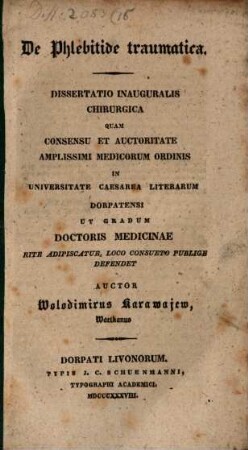 De Phlebitide traumatica.
DISSERTATIO INAUGURALIS
CHIRURGICA
QUAM
CONSENSU ET AUCTORITATE
AMPLISSIMI MEDICORUM ORDINIS
IN
UNIVERSITATE CAESAREA LITERARUM
DORPATENSI
UT GRADUM
DOCTORIS MEDICINAE
RITE ADIPISCATUR, LOCO CONSUETO PUBLICE
DEFENDET
AUCTOR
Wolodimirus Karawajew,
DORPATI LIVONORUM.
TYPIS J. C. SCHUENMANNI,
TYPOGRAPHI ACADEMICI.
MDCCCXXXVIII.